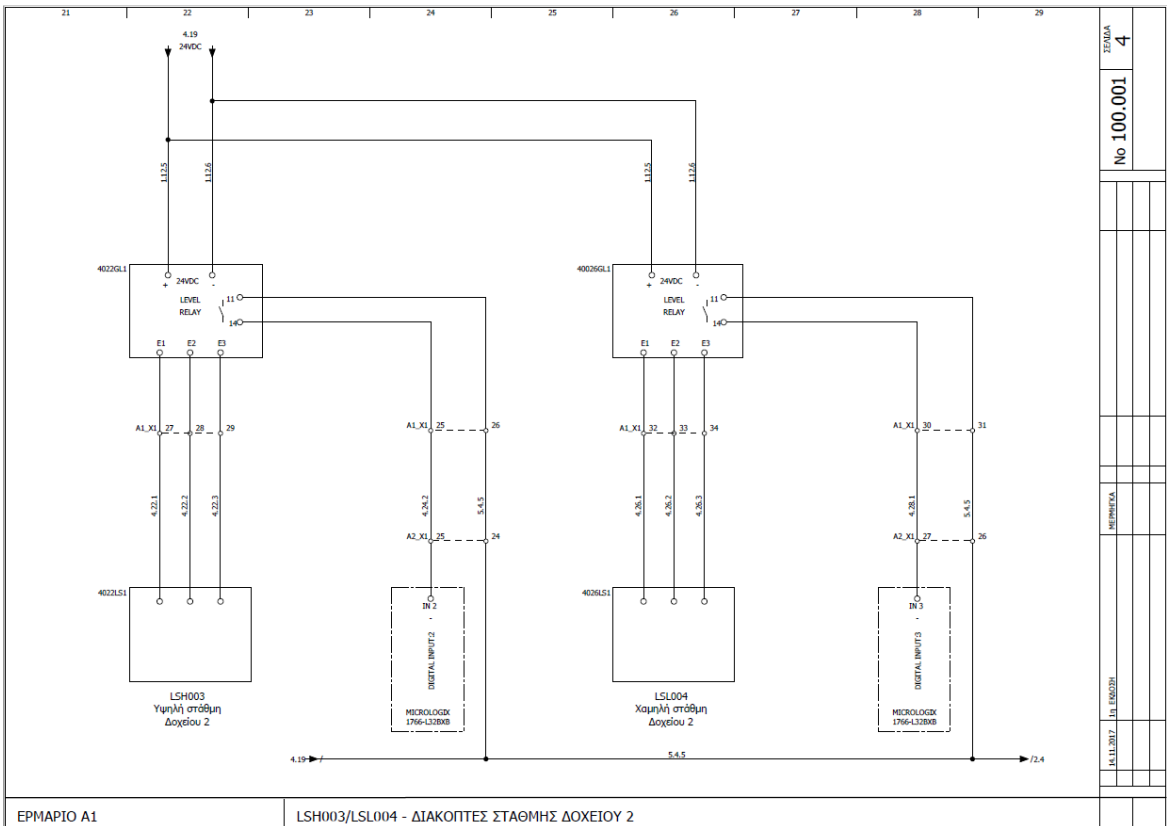 21 22 23 24 25 26 27 28 29
4.19
24VDC
1.12.5 1.12.6 1.12.5 1.12.6
4022GL1
24VDC
+ -
LEVEL
RELAY
11
14
E1 E2 E3
40026GL1
24VDC
+ -
LEVEL
RELAY
11
14
E1 E2 E3
A1_X1 27 28 29
A1_X1 25 26
A1_X1 32 33 34
A1_X1 30 31
4.22.1 4.22.2 4.22.3
4.24.2 5.4.5
4.26.1 4.26.2 4.26.3
4.28.1 5.4.5
A2_X1 25 24
A2_X1 27 26
4022LS1
IN 2
-
DIGITAL INPUT:2
MICROLOGIX
1766-L32BXB
4026LS1
IN 3
-
DIGITAL INPUT:3
MICROLOGIX
1766-L32BXB
LSH003
Υψηλή στάθμη
Δοχείου 2
LSL004
Χαμηλή στάθμη
Δοχείου 2
4.19 /
5.4.5
/2.4
ΣΕΛΙΔΑ
4
No 100.001
ΜΕΡΜΗΓΚΑ
1η ΕΚΔΟΣΗ
14.11.2017
ΕΡΜΑΡΙΟ Α1
LSH003/LSL004 - ΔΙΑΚΟΠΤΕΣ ΣΤΑΘΜΗΣ ΔΟΧΕΙΟΥ 2